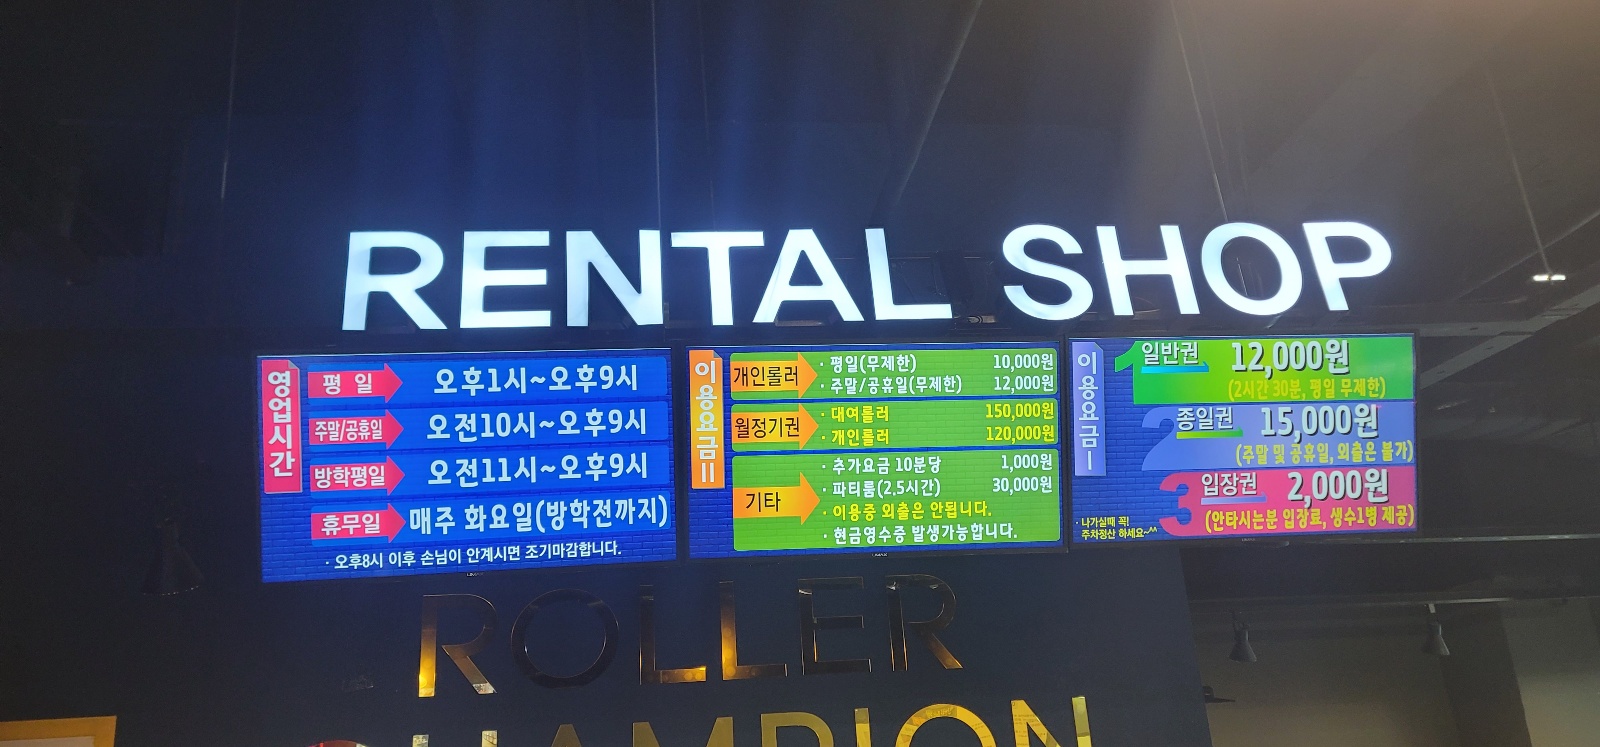 RENTAL SHOP
영업시간
평 일 오후1시~오후9시
주말/공휴일 오전10시~오후9시
방학평일 오전11시~오후9시
휴무일 매주 화요일(방학전까지)
· 오후8시 이후 손님이 안계시면 조기마감합니다.
이용요금II
개인롤러
· 평일(무제한) 10,000원
· 주말/공휴일(무제한) 12,000원
월정기권
· 대여롤러 150,000원
· 개인롤러 120,000원
기타
· 추가요금 10분당 1,000원
· 파티룸(2.5시간) 30,000원
· 이용중 외출은 안됩니다.
· 현금영수증 발생가능합니다.
이용요금I
1 일반권 12,000원
(2시간 30분, 평일 무제한)
2 종일권 15,000원
(주말 및 공휴일, 외출은 불가)
3 입장권 2,000원
(안타시는분 입장료, 생수1병 제공)
· 나가실때 꼭!
주차정산 하세요~^^
ROLLER
HAMPION